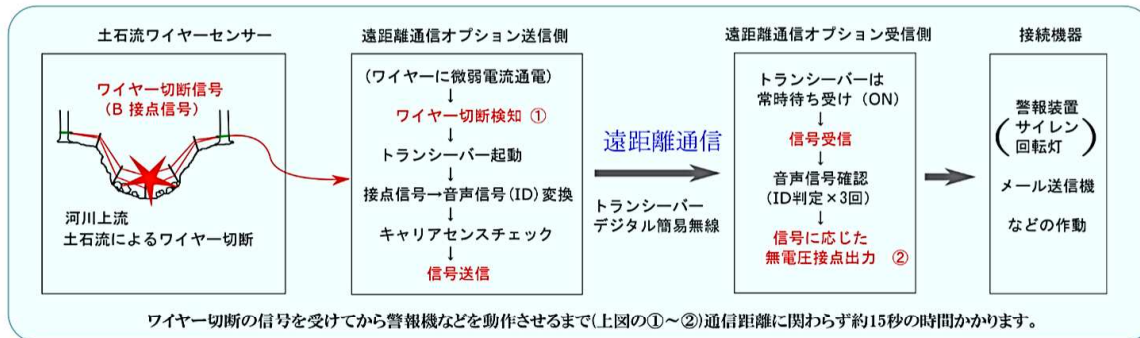 土石流ワイヤーセンサー
ワイヤー切断信号
(B 接点信号)
河川上流
土石流によるワイヤー切断
遠距離通信オプション送信側
(ワイヤーに微弱電流通電)
↓
ワイヤー切断検知 ①
↓
トランシーバー起動
↓
接点信号→音声信号(ID)変換
↓
キャリアセンスチェック
↓
信号送信
遠距離通信
トランシーバー
デジタル簡易無線
遠距離通信オプション受信側
トランシーバーは
常時待ち受け (ON)
↓
信号受信
↓
音声信号確認
(ID判定×3回)
↓
信号に応じた
無電圧接点出力 ②
接続機器
警報装置
(サイレン)
回転灯
メール送信機
などの作動
ワイヤー切断の信号を受けてから警報機などを動作させるまで(上図の①～②)通信距離に関わらず約15秒の時間かかります。